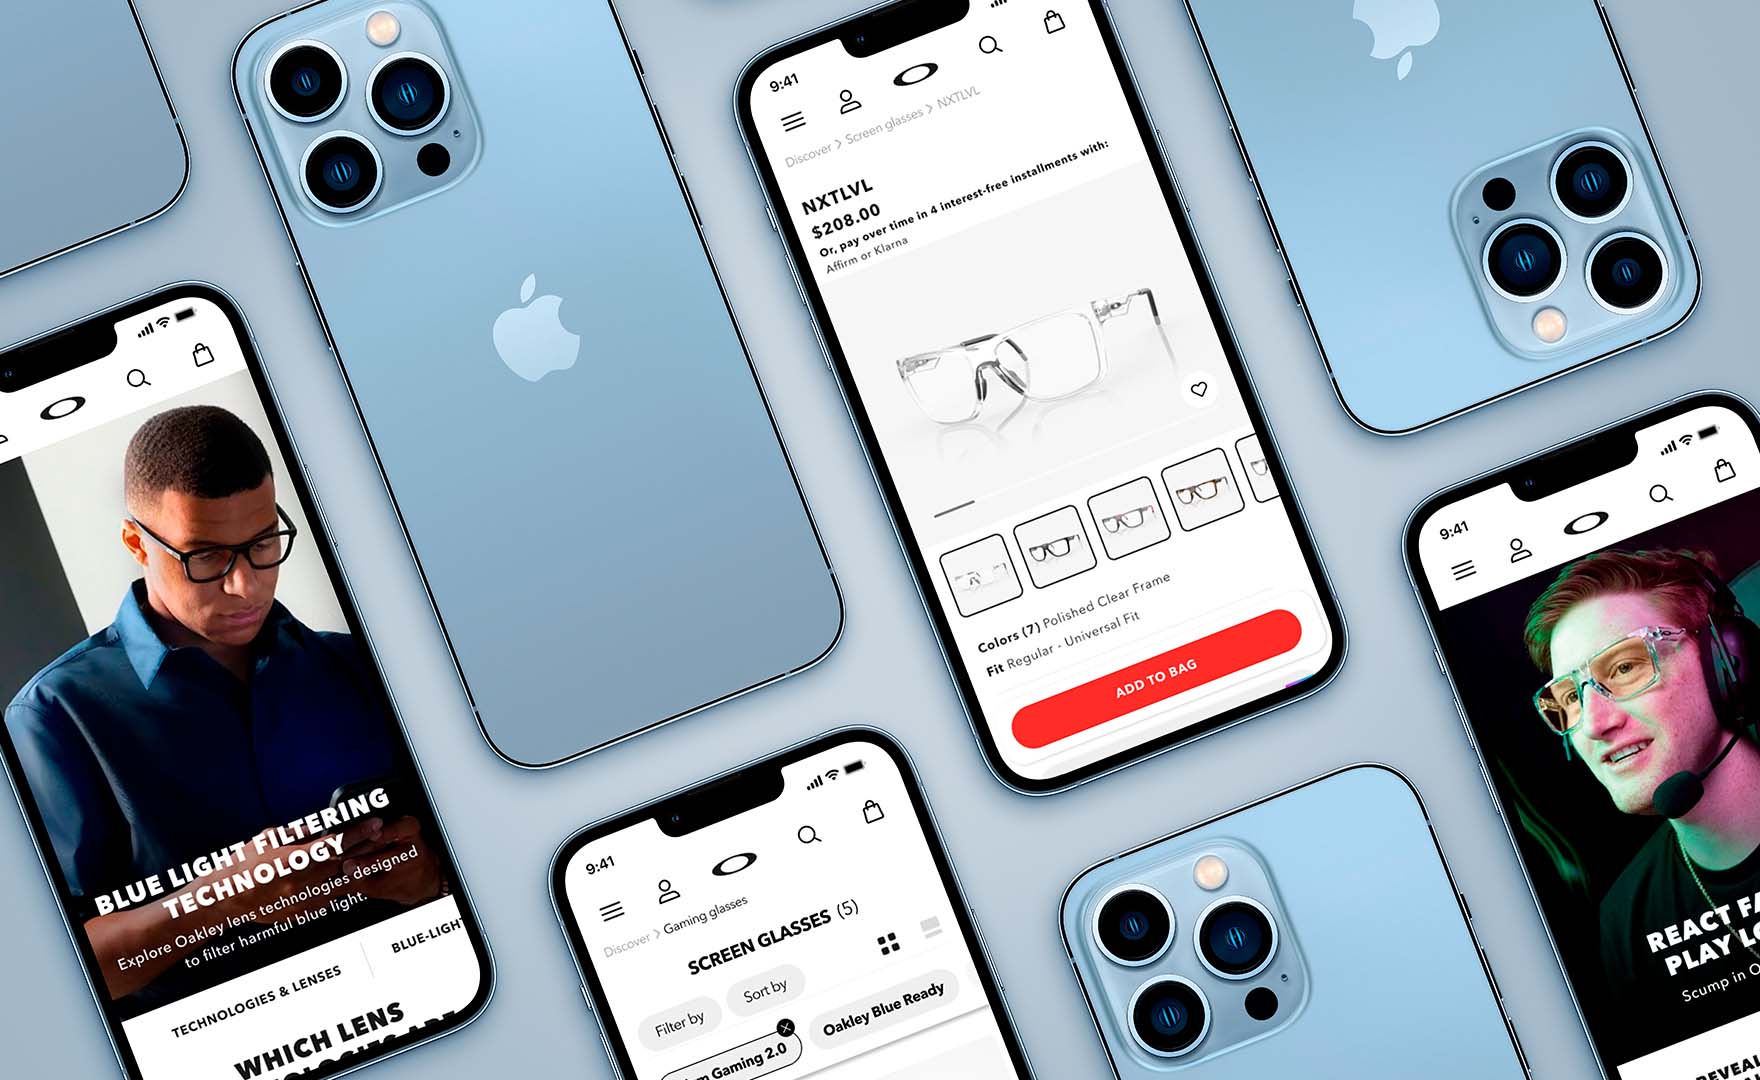 BLUE LIGHT FILTERING
TECHNOLOGY
Explore Oakley lens technologies designed
to filter harmful blue light.
TECHNOLOGIES & LENSES
BLUE-LIGHT
WHICH LENS
9:41
Discover > Screen glasses > NXTLVL
NXTLVL
$208.00
Or, pay over time in 4 interest-free installments with:
Affirm or Klarna
Colors (7) Polished Clear Frame
Fit Regular - Universal Fit
ADD TO BAG
9:41
Discover > Gaming glasses
SCREEN GLASSES (5)
Filter by
Sort by
Gaming 2.0
Oakley Blue Ready
9:41
REACT FA
PLAY LO
Scump in O
REVEAL